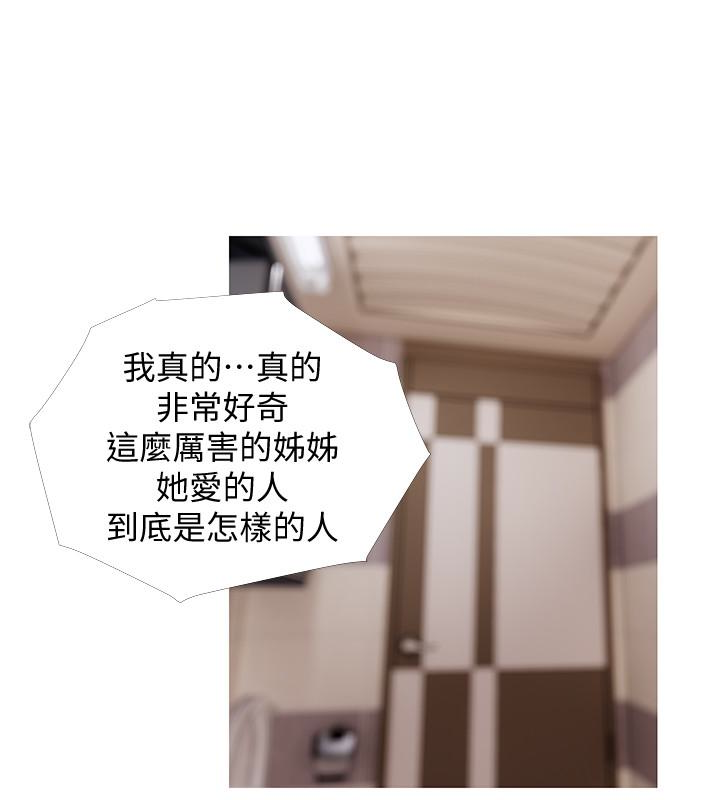 我真的…真的
非常好奇
這麼厲害的姊姊
她愛的人
到底是怎樣的人